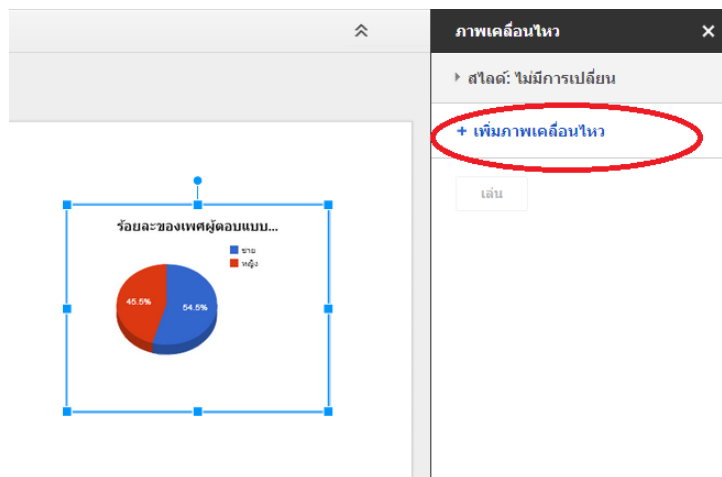 ภาพเคลื่อนไหว
สไลด์: ไม่มีการเปลี่ยน
+ เพิ่มภาพเคลื่อนไหว
เล่น
ร้อยละของเพศผู้ตอบแบบ...
ชาย
หญิง
45.5%
54.5%